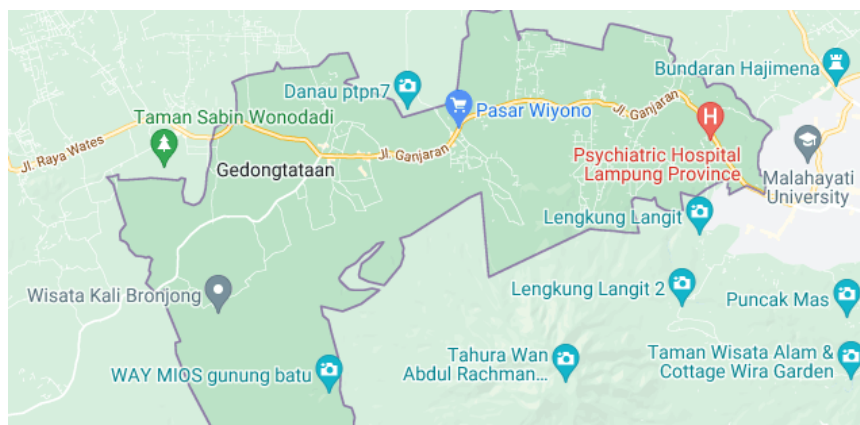 Bundaran Hajimena
Danau ptpn7
Taman Sabin Wonodadi
Pasar Wiyono
Jl. Ganjaran
Jl. Raya Wates
Jl. Ganjaran
H
Psychiatric Hospital
Lampung Province
Gedongtataan
Malahayati
University
Lengkung Langit
Wisata Kali Bronjong
Lengkung Langit 2
Puncak Mas
WAY MIOS gunung batu
Tahura Wan
Abdul Rachman...
Taman Wisata Alam &
Cottage Wira Garden